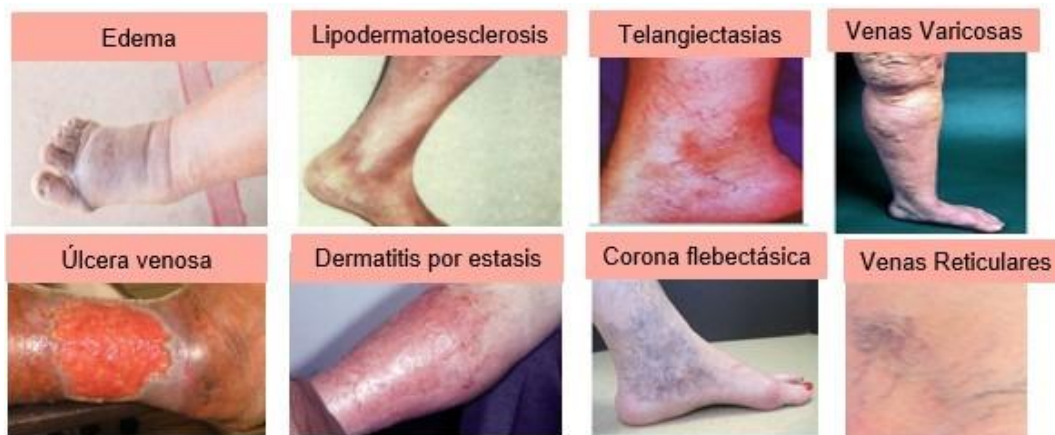 Edema
Lipodermatoesclerosis
Telangiectasias
Venas Varicosas
Úlcera venosa
Dermatitis por estasis
Corona flebectásica
Venas Reticulares